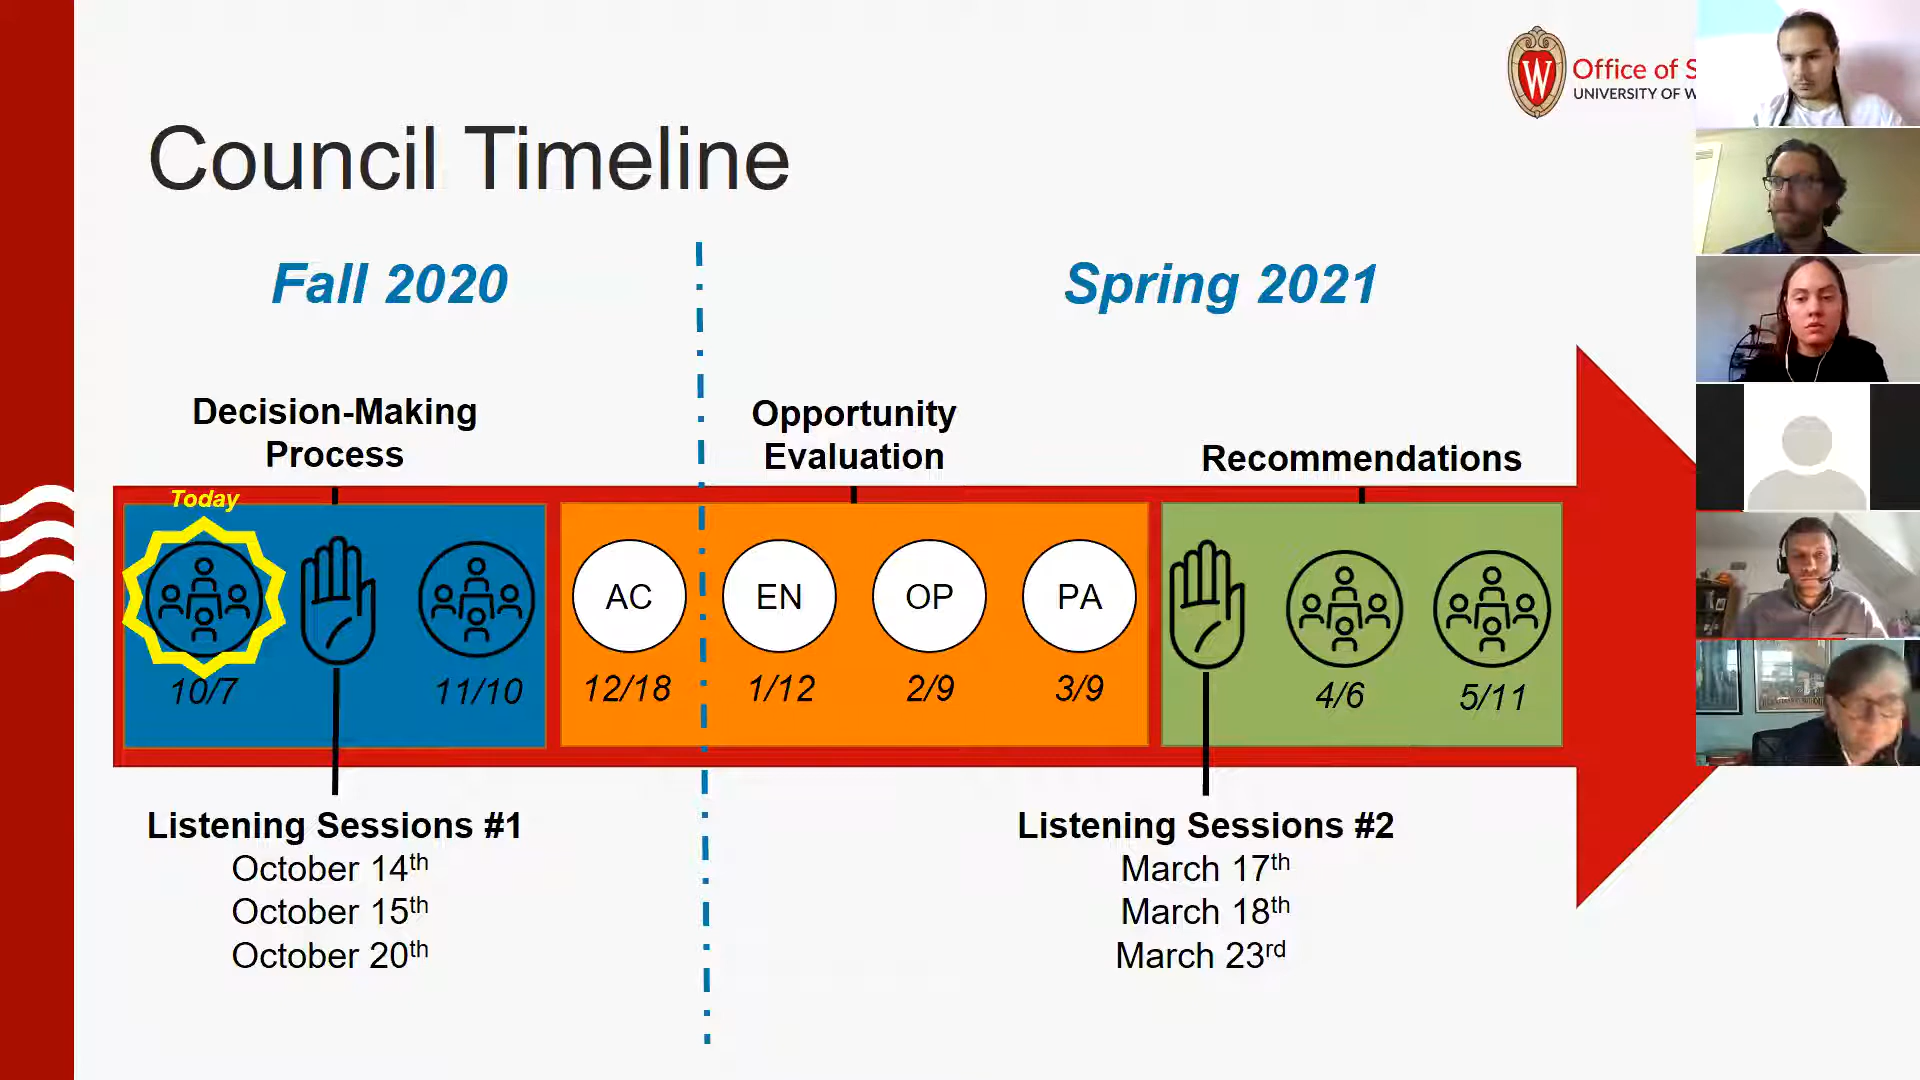 Office of S
UNIVERSITY OF W
Council Timeline
Fall 2020
Spring 2021
Decision-Making
Process
Opportunity
Evaluation
Recommendations
Today
AC
EN
OP
PA
10/7
11/10
12/18
1/12
2/9
3/9
4/6
5/11
Listening Sessions #1
October 14th
October 15th
October 20th
Listening Sessions #2
March 17th
March 18th
March 23rd